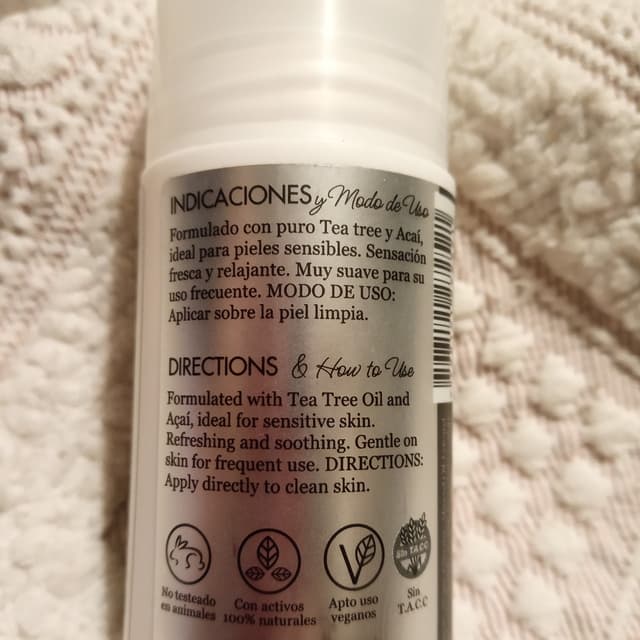 INDICACIONES y Modo de Uso
Formulado con puro Tea tree y Açaí,
ideal para pieles sensibles. Sensación
fresca y relajante. Muy suave para su
uso frecuente. MODO DE USO:
Aplicar sobre la piel limpia.
DIRECTIONS & How to Use
Formulated with Tea Tree Oil and
Açaí, ideal for sensitive skin.
Refreshing and soothing. Gentle on
skin for frequent use. DIRECTIONS:
Apply directly to clean skin.
Sin T.A.C.C
No testeado
en animales
Con activos
100% naturales
Apto uso
veganos
Sin
T.A.C.C